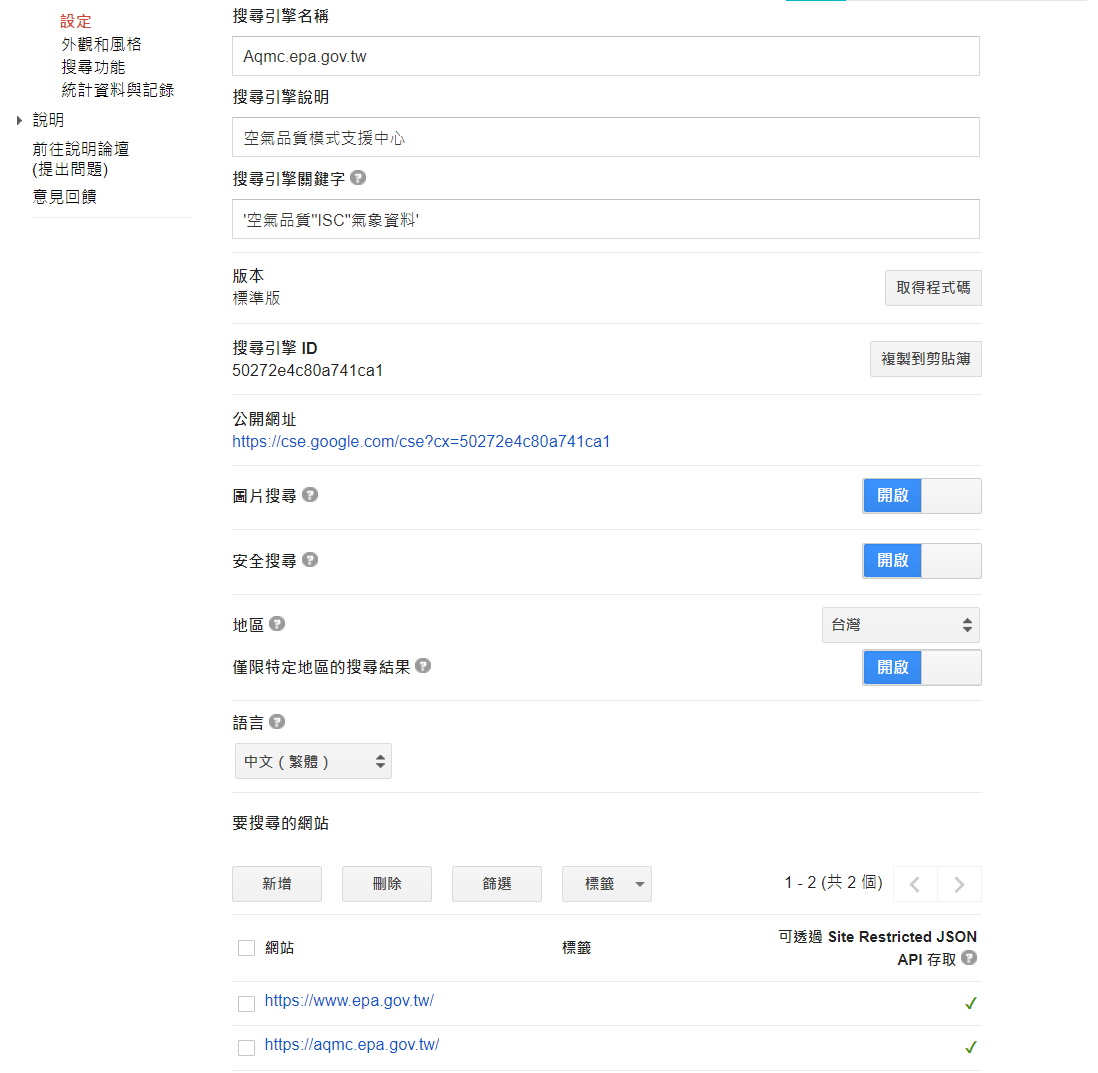 設定
外觀和風格
搜尋功能
統計資料與記錄
說明
前往說明論壇
(提出問題)
意見回饋
搜尋引擎名稱
Aqmc.epa.gov.tw
搜尋引擎說明
空氣品質模式支援中心
搜尋引擎關鍵字
'空氣品質"ISC"氣象資料'
版本
標準版
取得程式碼
搜尋引擎 ID
50272e4c80a741ca1
複製到剪貼簿
公開網址
https://cse.google.com/cse?cx=50272e4c80a741ca1
圖片搜尋
開啟
安全搜尋
開啟
地區
台灣
僅限特定地區的搜尋結果
開啟
語言
中文（繁體）
要搜尋的網站
新增 刪除 篩選 標籤 1 - 2 (共 2 個)
網站 標籤 可透過 Site Restricted JSON
API 存取
https://www.epa.gov.tw/
https://aqmc.epa.gov.tw/